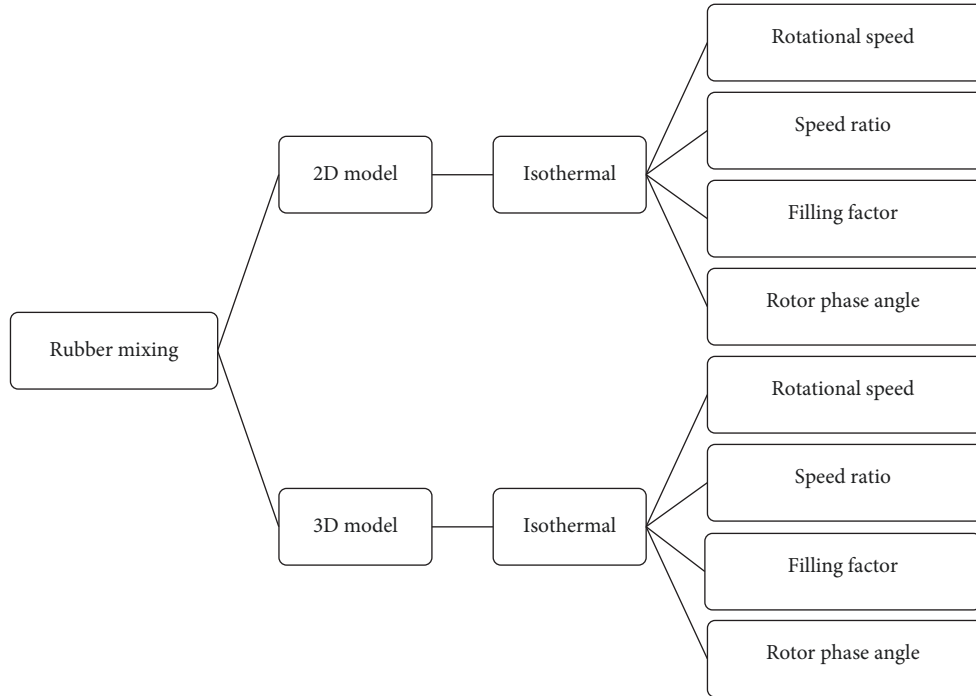 Rubber mixing
2D model
Isothermal
Rotational speed
Speed ratio
Filling factor
Rotor phase angle
3D model
Isothermal
Rotational speed
Speed ratio
Filling factor
Rotor phase angle